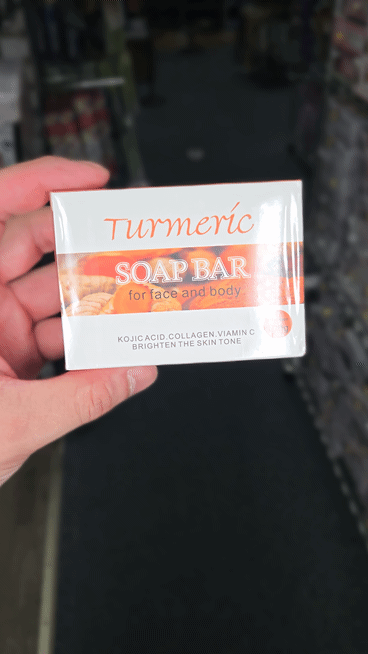 Turmeric
SOAP BAR
for face and body
KOJIC ACID.COLLAGEN.VIAMIN C
BRIGHTEN THE SKIN TONE